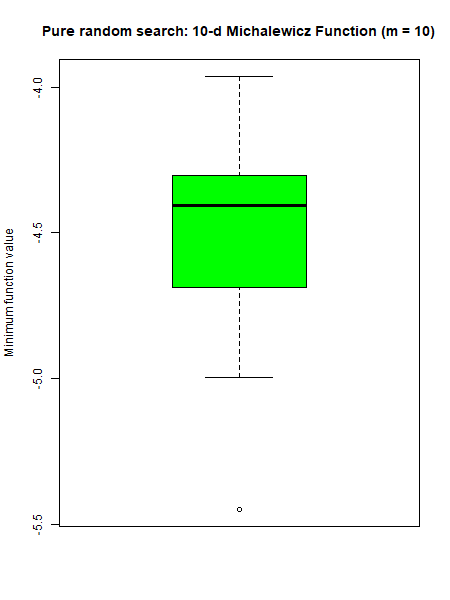 Pure random search: 10-d Michalewicz Function (m = 10)
Minimum function value
-4.0
-4.5
-5.0
-5.5